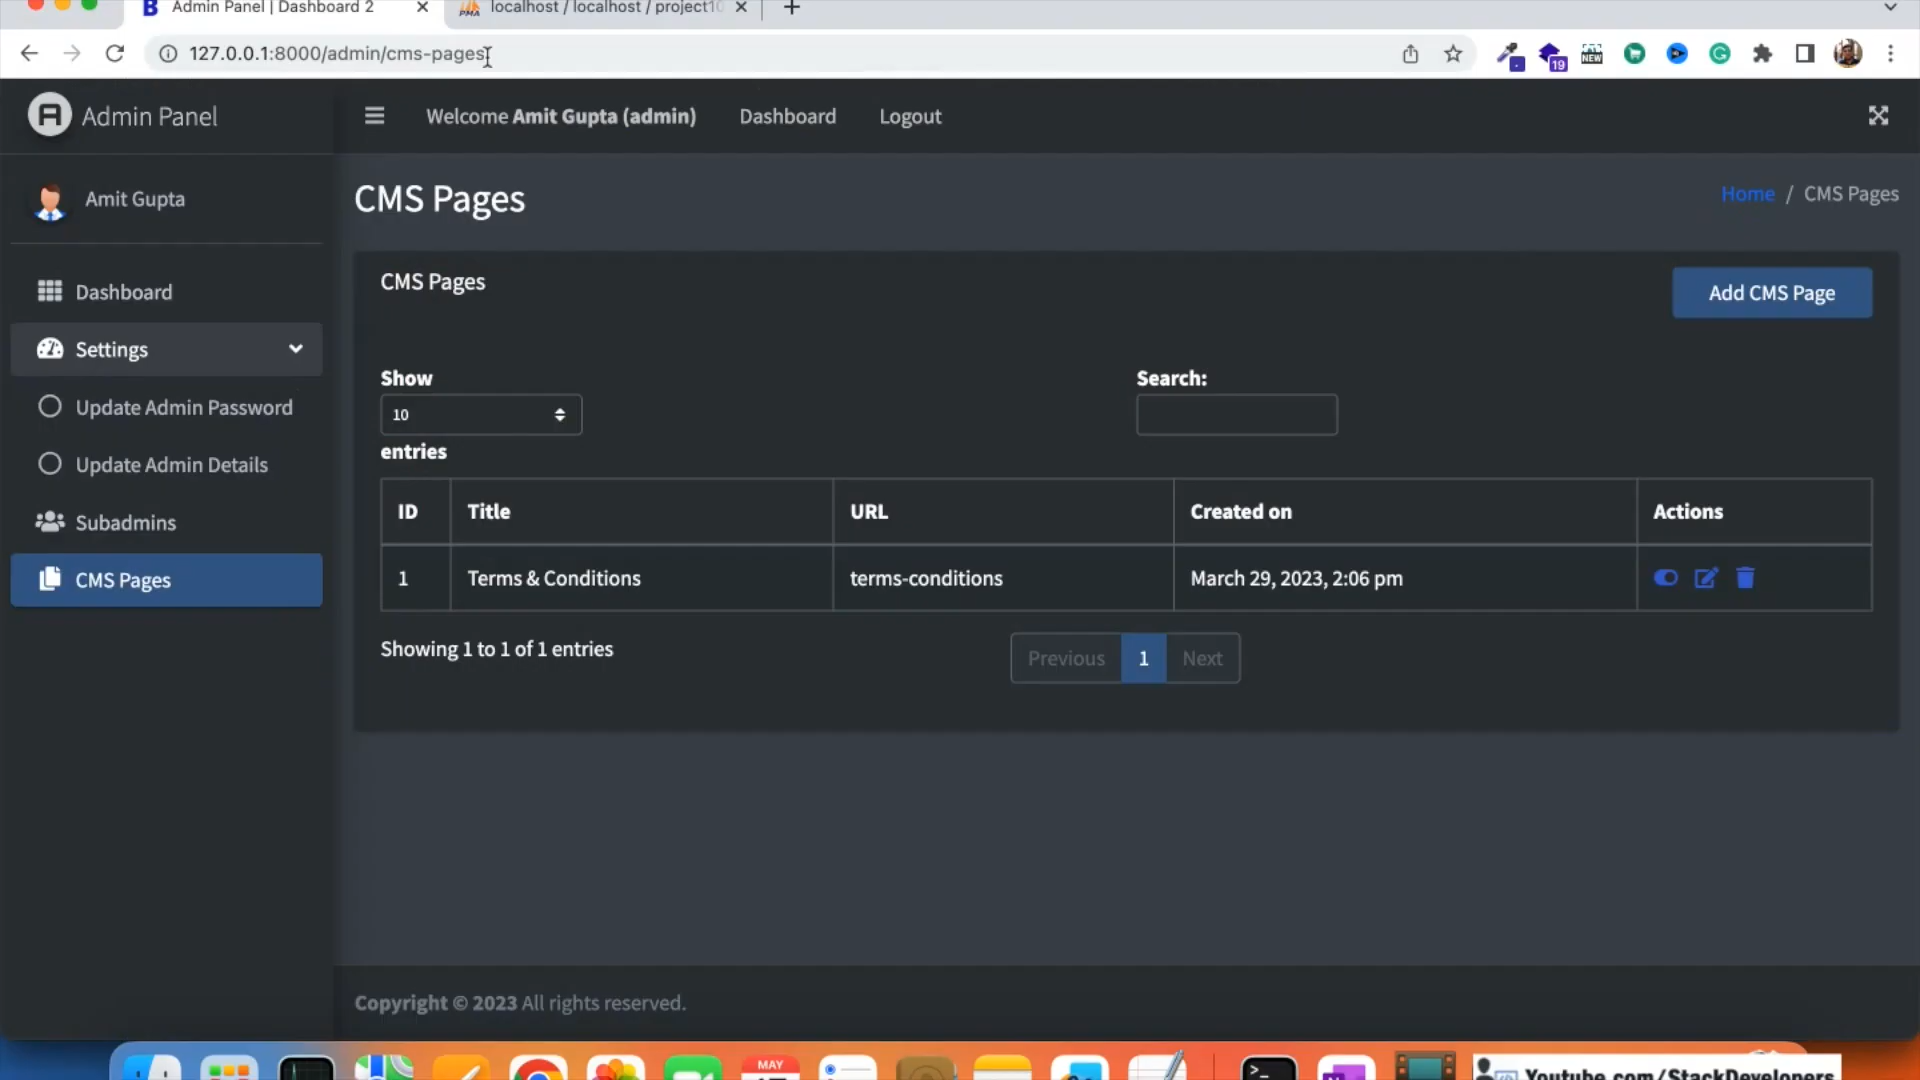 Admin Panel | Dashboard 2
localhost / localhost / project10
127.0.0.1:8000/admin/cms-pages
19
NEW
Admin Panel
Welcome Amit Gupta (admin)
Dashboard
Logout
Amit Gupta
CMS Pages
Home / CMS Pages
Dashboard
Settings
Update Admin Password
Update Admin Details
Subadmins
CMS Pages
CMS Pages
Add CMS Page
Show
10
entries
Search:
ID Title URL Created on Actions
1 Terms & Conditions terms-conditions March 29, 2023, 2:06 pm
Showing 1 to 1 of 1 entries
Previous 1 Next
Copyright © 2023 All rights reserved.
MAY
Youtube.com/StackDevelopers